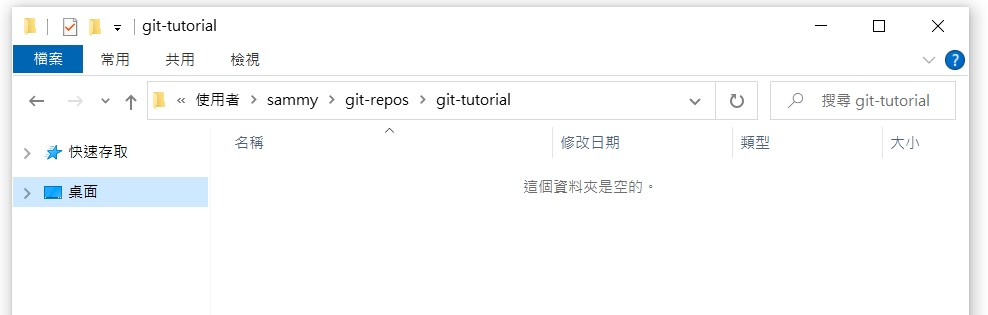 git-tutorial
檔案 常用 共用 檢視
« 使用者 > sammy > git-repos > git-tutorial 搜尋 git-tutorial
名稱 修改日期 類型 大小
快速存取
桌面
這個資料夾是空的。